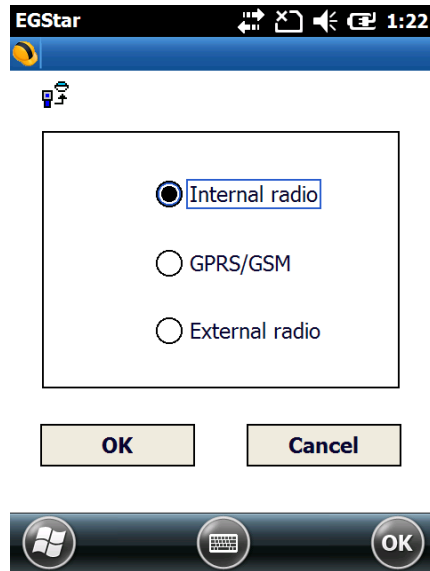 EGStar 1:22
Internal radio
GPRS/GSM
External radio
OK Cancel
OK